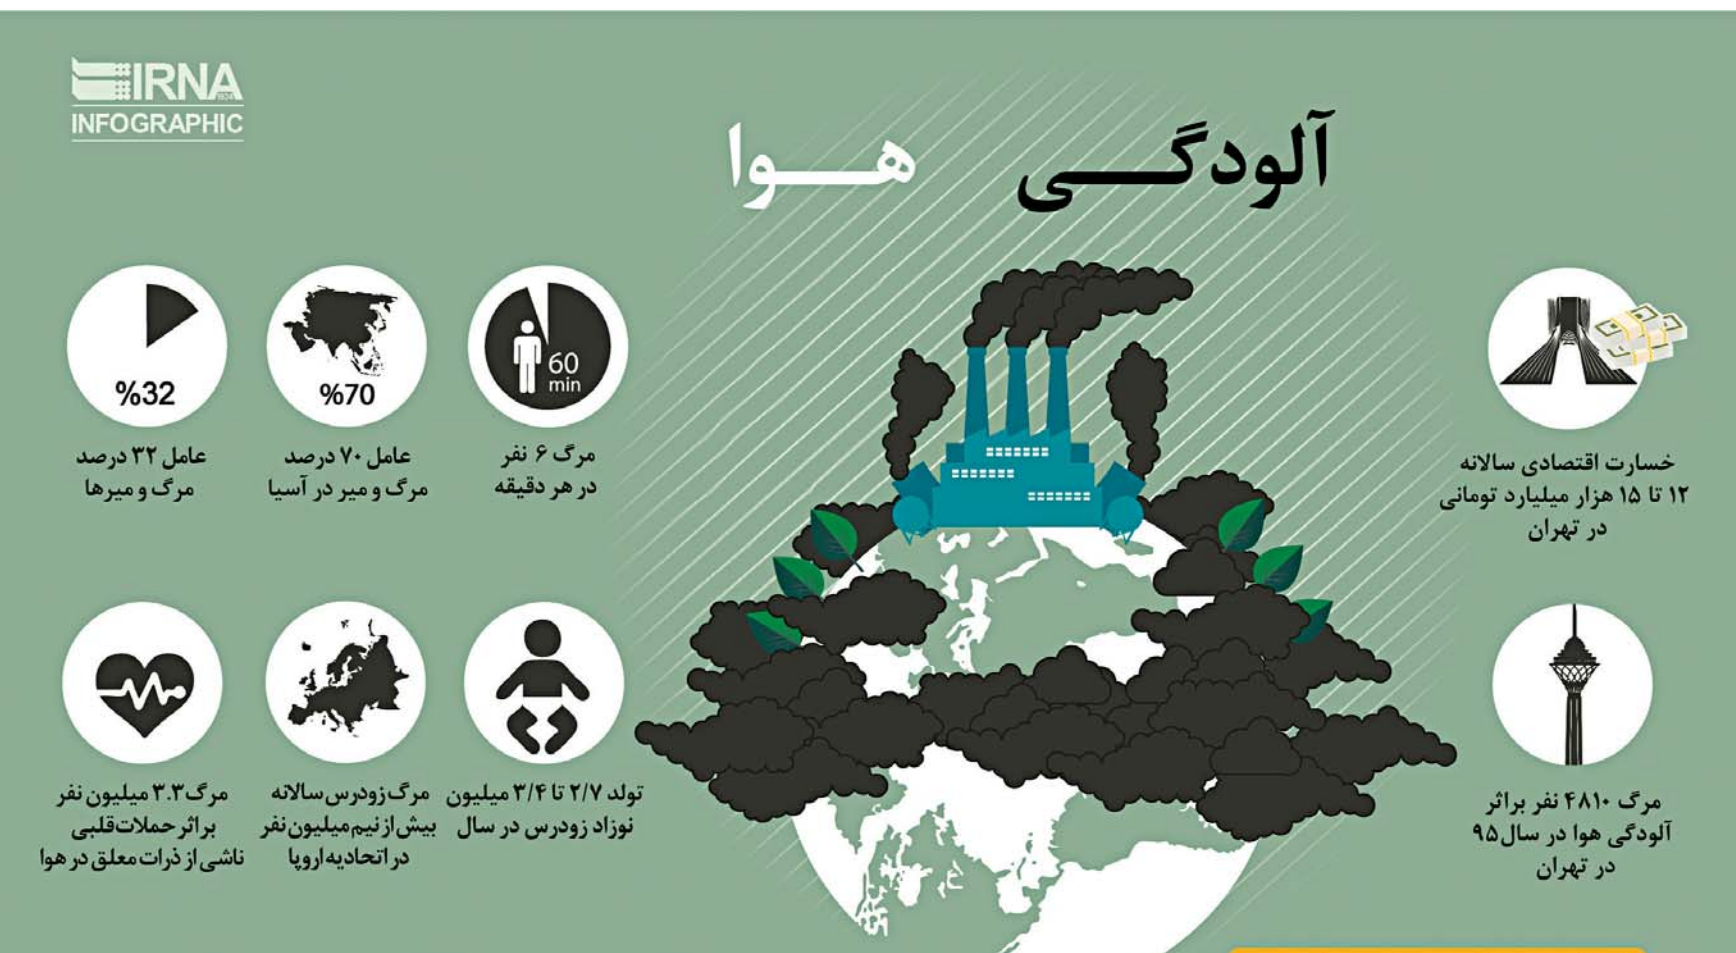 IRNA
INFOGRAPHIC
آلودگی هوا
خسارت اقتصادی سالانه
۱۲ تا ۱۵ هزار میلیارد تومانی
در تهران
60
min
مرگ ۶ نفر
در هر دقیقه
%70
عامل ۷۰ درصد
مرگ و میر در آسیا
%32
عامل ۳۲ درصد
مرگ و میرها
مرگ ۴۸۱۰ نفر براثر
آلودگی هوا در سال ۹۵
در تهران
تولد ۲/۷ تا ۳/۴ میلیون
نوزاد زودرس در سال
مرگ زودرس سالانه
بیش از نیم میلیون نفر
در اتحادیه اروپا
مرگ ۳.۳ میلیون نفر
بر اثر حملات قلبی
ناشی از ذرات معلق در هوا